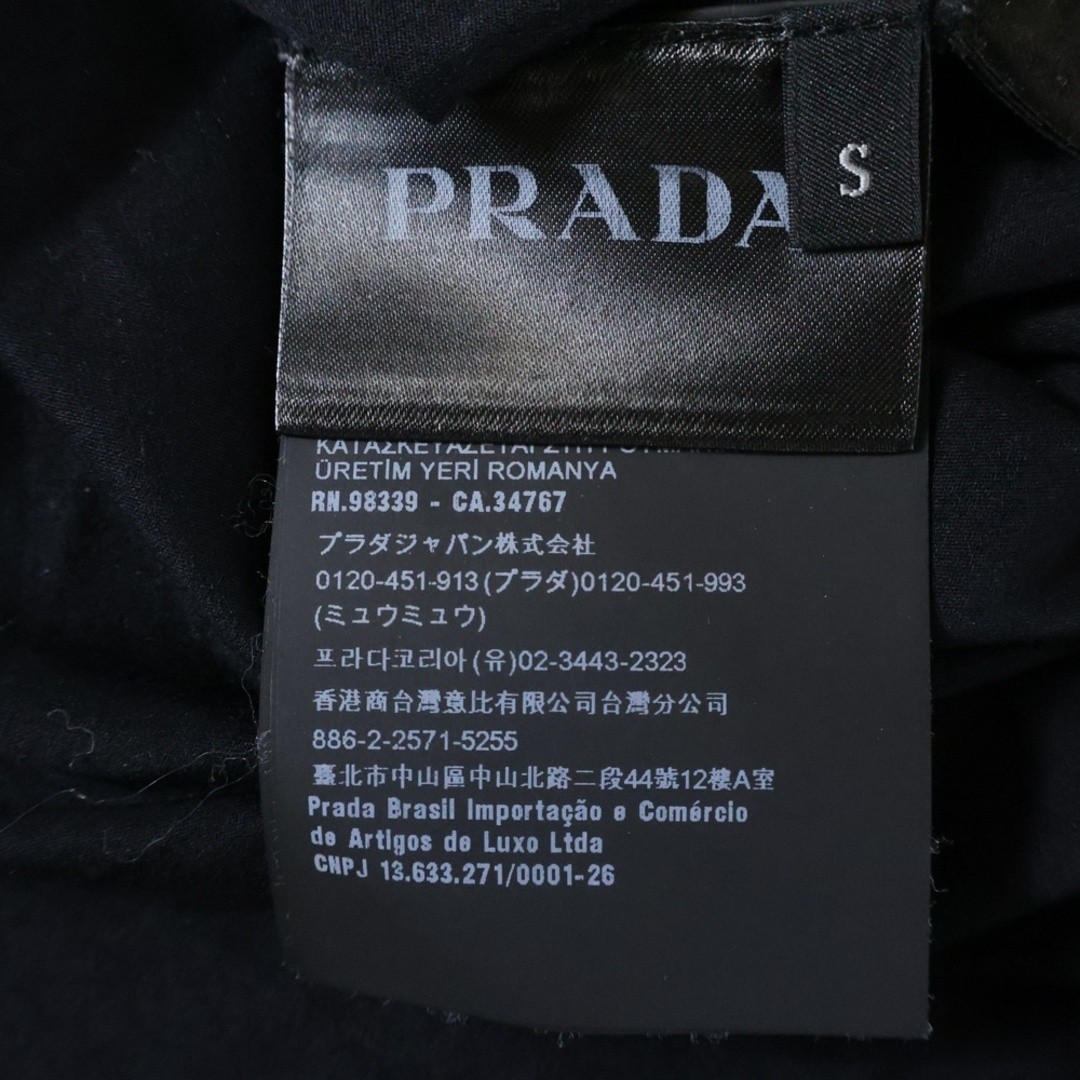 PRADA
S
ÜRETİM YERİ ROMANYA
RN.98339 - CA.34767
プラダジャパン株式会社
0120-451-913(プラダ)0120-451-993
(ミュウミュウ)
프라다코리아(유)02-3443-2323
香港商台灣意比有限公司台灣分公司
886-2-2571-5255
臺北市中山區中山北路二段44號12樓A室
Prada Brasil Importação e Comércio
de Artigos de Luxo Ltda
CNPJ 13.633.271/0001-26